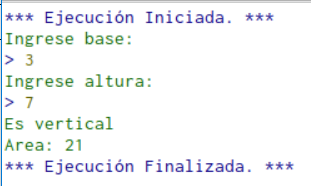 *** Ejecución Iniciada. ***
Ingrese base:
> 3
Ingrese altura:
> 7
Es vertical
Area: 21
*** Ejecución Finalizada. ***